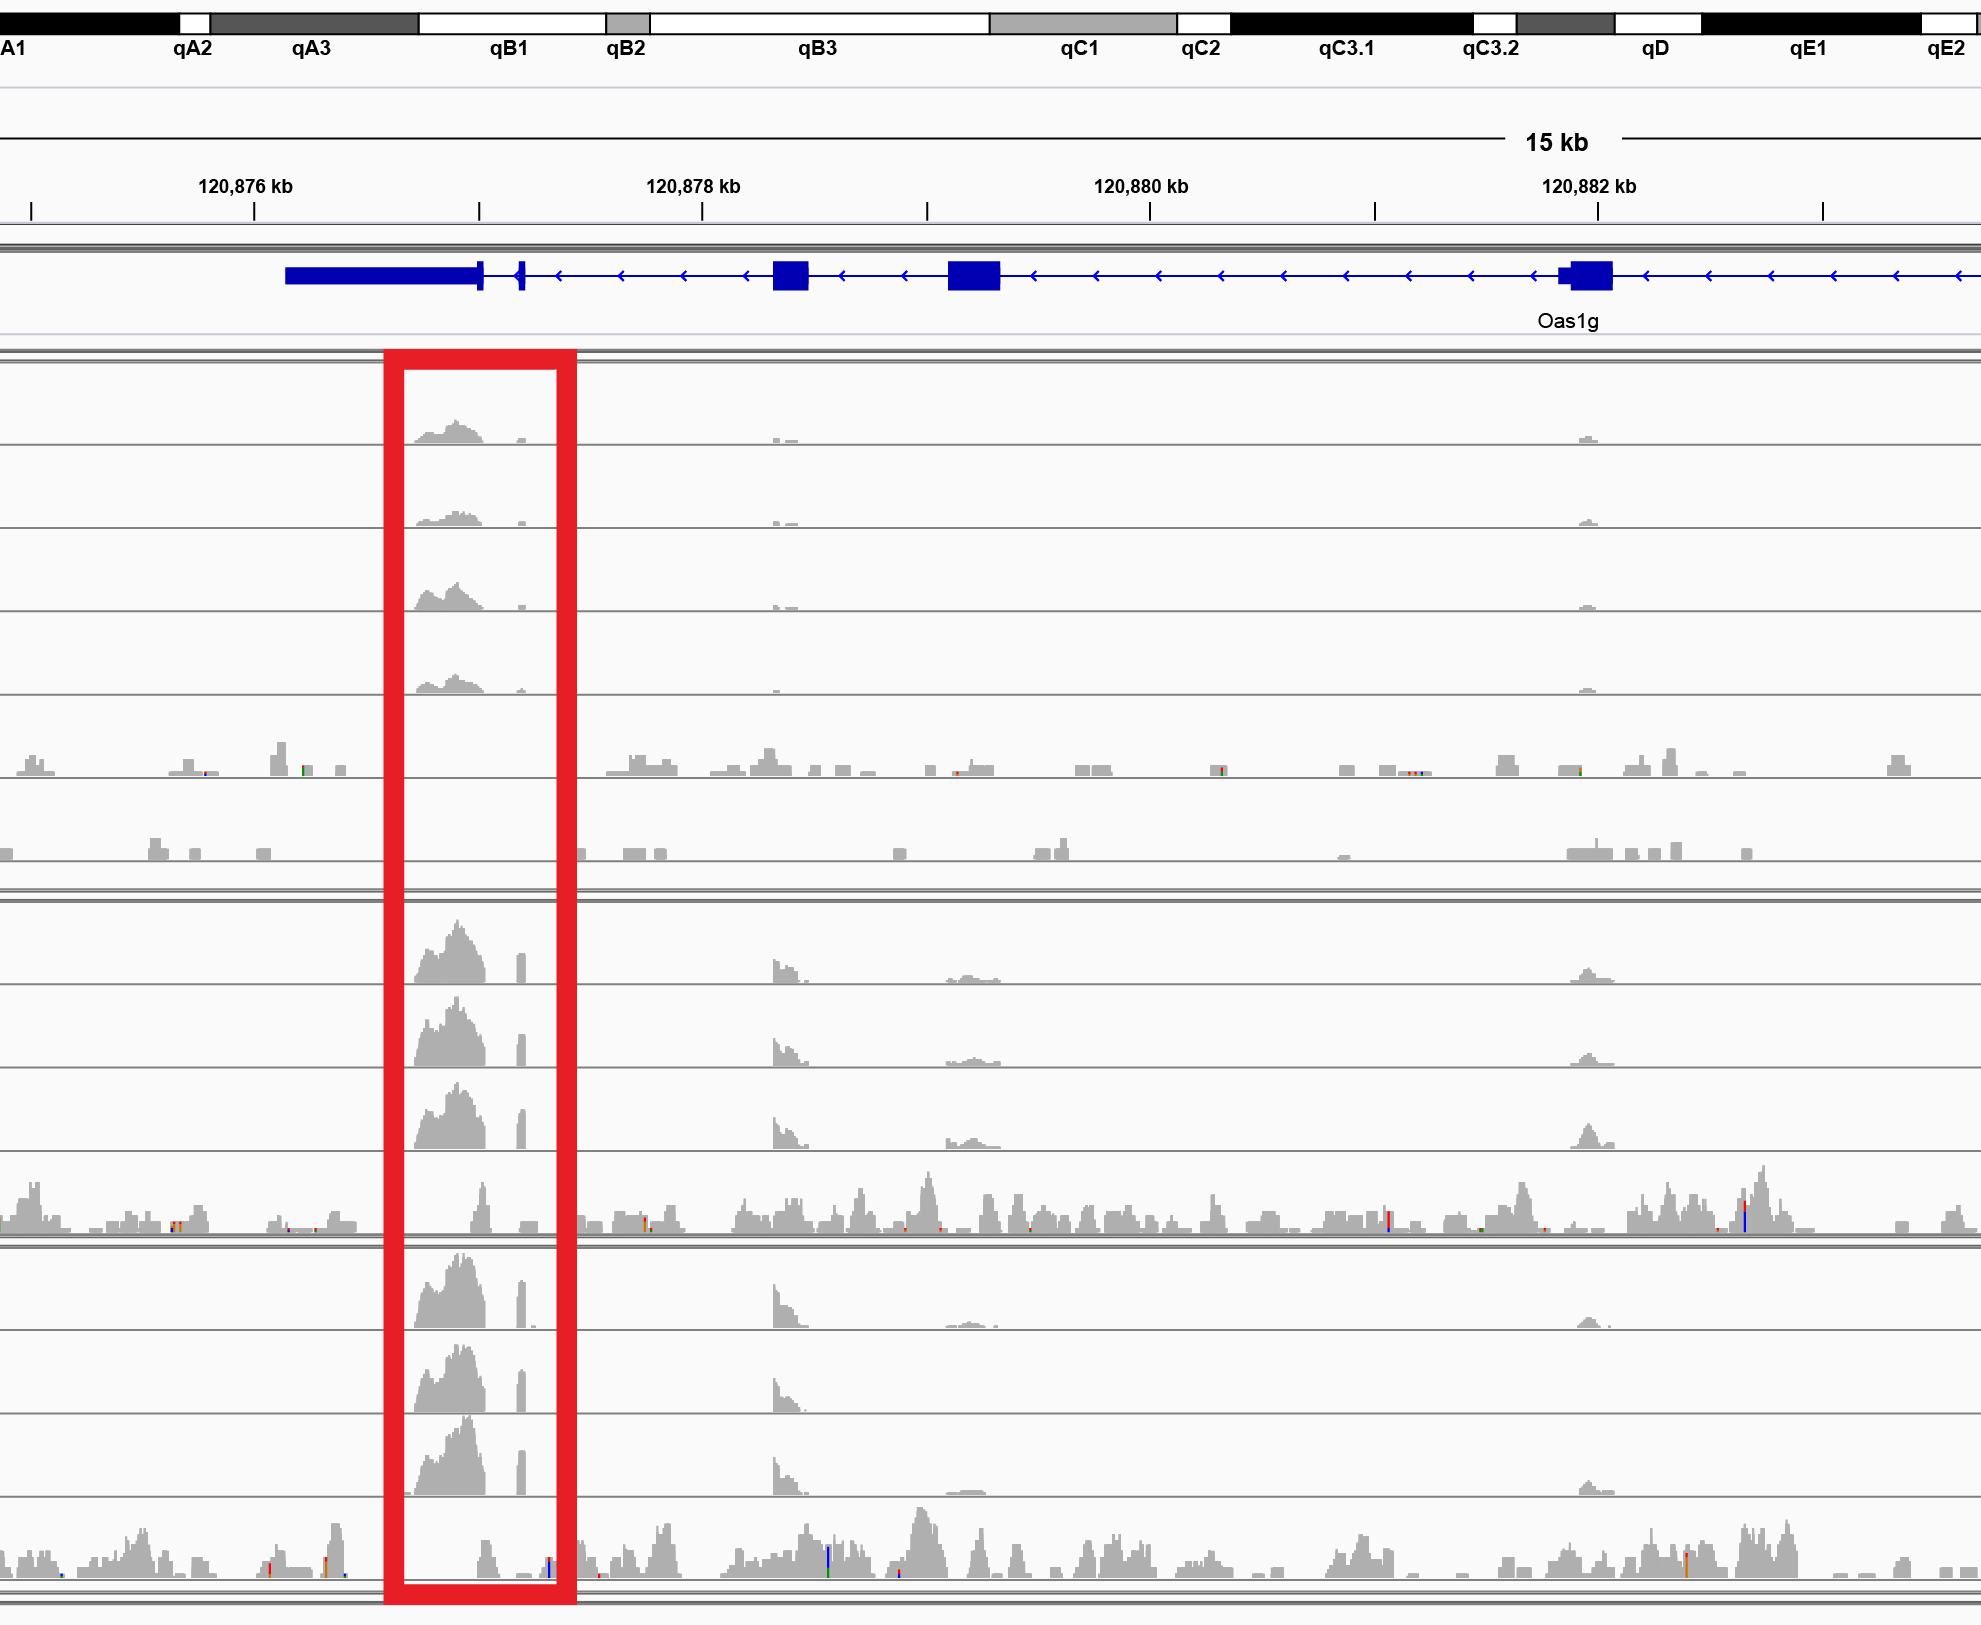 A1 qA2 qA3 qB1 qB2 qB3 qC1 qC2 qC3.1 qC3.2 qD qE1 qE2
15 kb
120,876 kb 120,878 kb 120,880 kb 120,882 kb
Oas1g